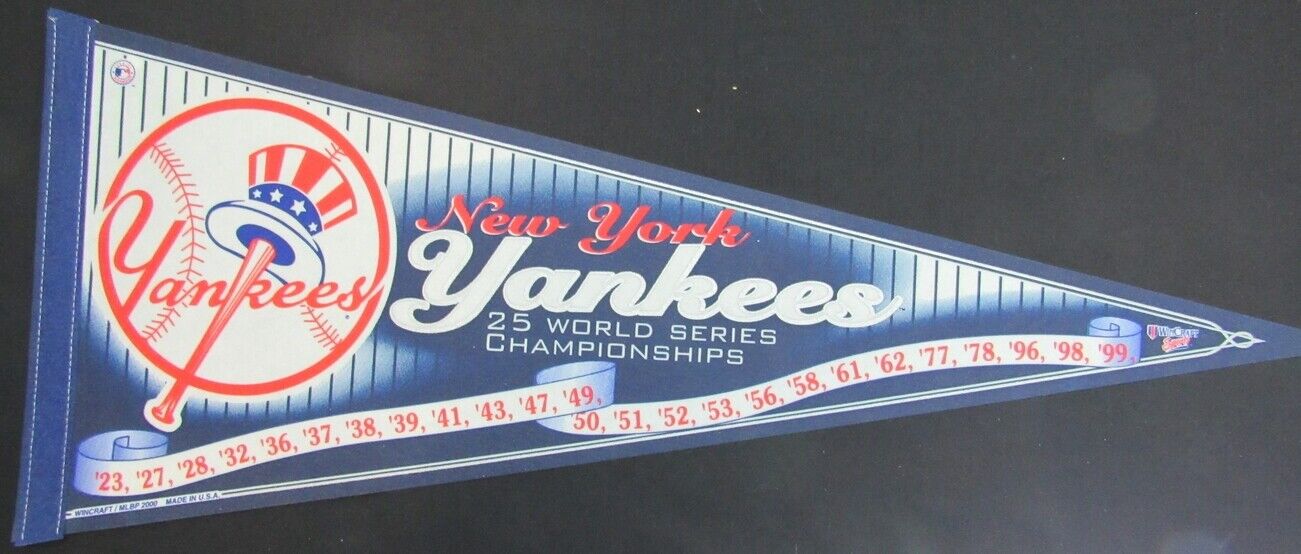 Yankees
New York
Yankees
25 WORLD SERIES
CHAMPIONSHIPS
'23, '27, '28, '32, '36, '37, '38, '39, '41, '43, '47, '49,
'50, '51, '52, '53, '56, '58, '61, '62, '77, '78, '96, '98, '99,
WINCRAFT
Sports
WINCRAFT / MLBP 2000 MADE IN U.S.A.